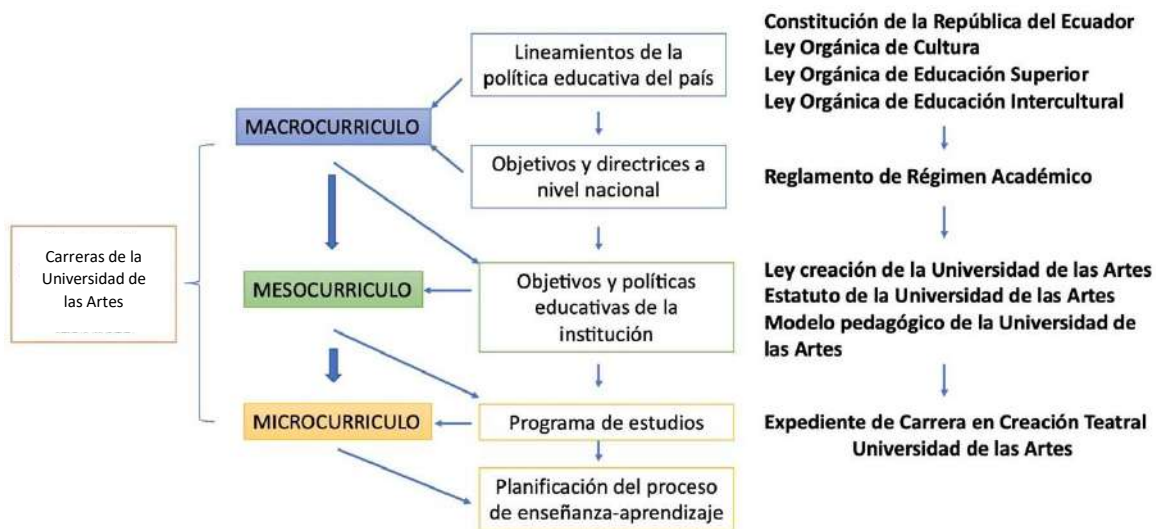 Carreras de la
Universidad de
las Artes
MACROCURRICULO
MESOCURRICULO
MICROCURRICULO
Lineamientos de la
política educativa del país
Objetivos y directrices a
nivel nacional
Objetivos y políticas
educativas de la
institución
Programa de estudios
Planificación del proceso
de enseñanza-aprendizaje
Constitución de la República del Ecuador
Ley Orgánica de Cultura
Ley Orgánica de Educación Superior
Ley Orgánica de Educación Intercultural
Reglamento de Régimen Académico
Ley creación de la Universidad de las Artes
Estatuto de la Universidad de las Artes
Modelo pedagógico de la Universidad de
las Artes
Expediente de Carrera en Creación Teatral
Universidad de las Artes